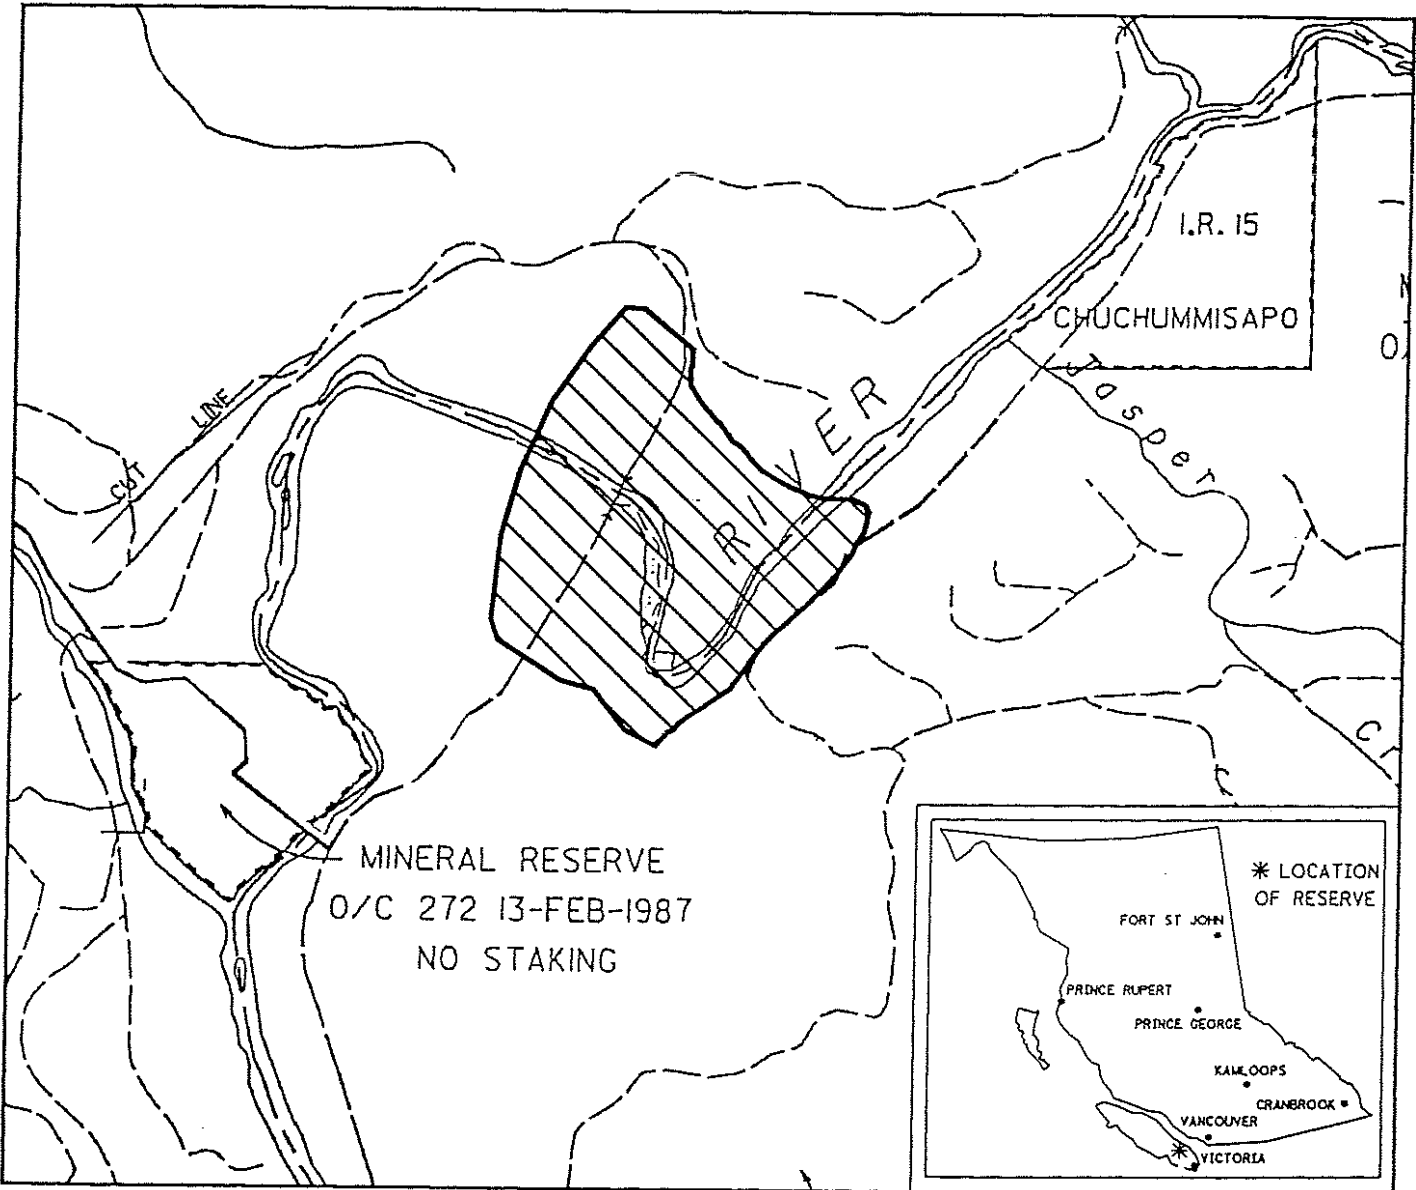 I.R. 15
CHUCHUMMISAPO
CUT LINE
RIVER
Jasper
MINERAL RESERVE
O/C 272 13-FEB-1987
NO STAKING
* LOCATION
OF RESERVE
FORT ST JOHN
PRINCE RUPERT
PRINCE GEORGE
KAMLOOPS
CRANBROOK
VANCOUVER
VICTORIA